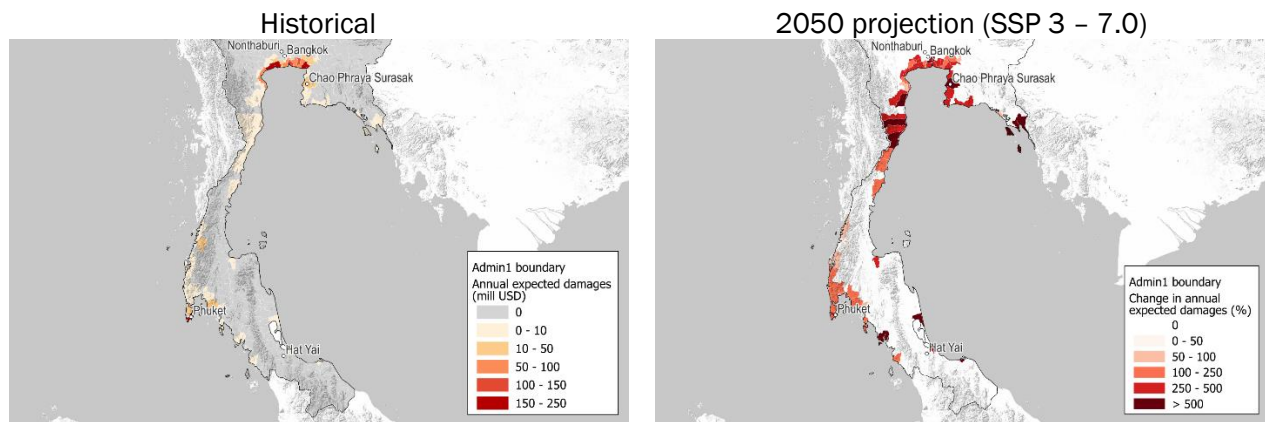 Historical
Nonthaburi
Bangkok
Chao Phraya Surasak
Phuket
Hat Yai
Admin1 boundary
Annual expected damages
(mill USD)
0
0 - 10
10 - 50
50 - 100
100 - 150
150 - 250
2050 projection (SSP 3 – 7.0)
Nonthaburi
Bangkok
Chao Phraya Surasak
Phuket
Hat Yai
Admin1 boundary
Change in annual
expected damages (%)
0
0 - 50
50 - 100
100 - 250
250 - 500
> 500